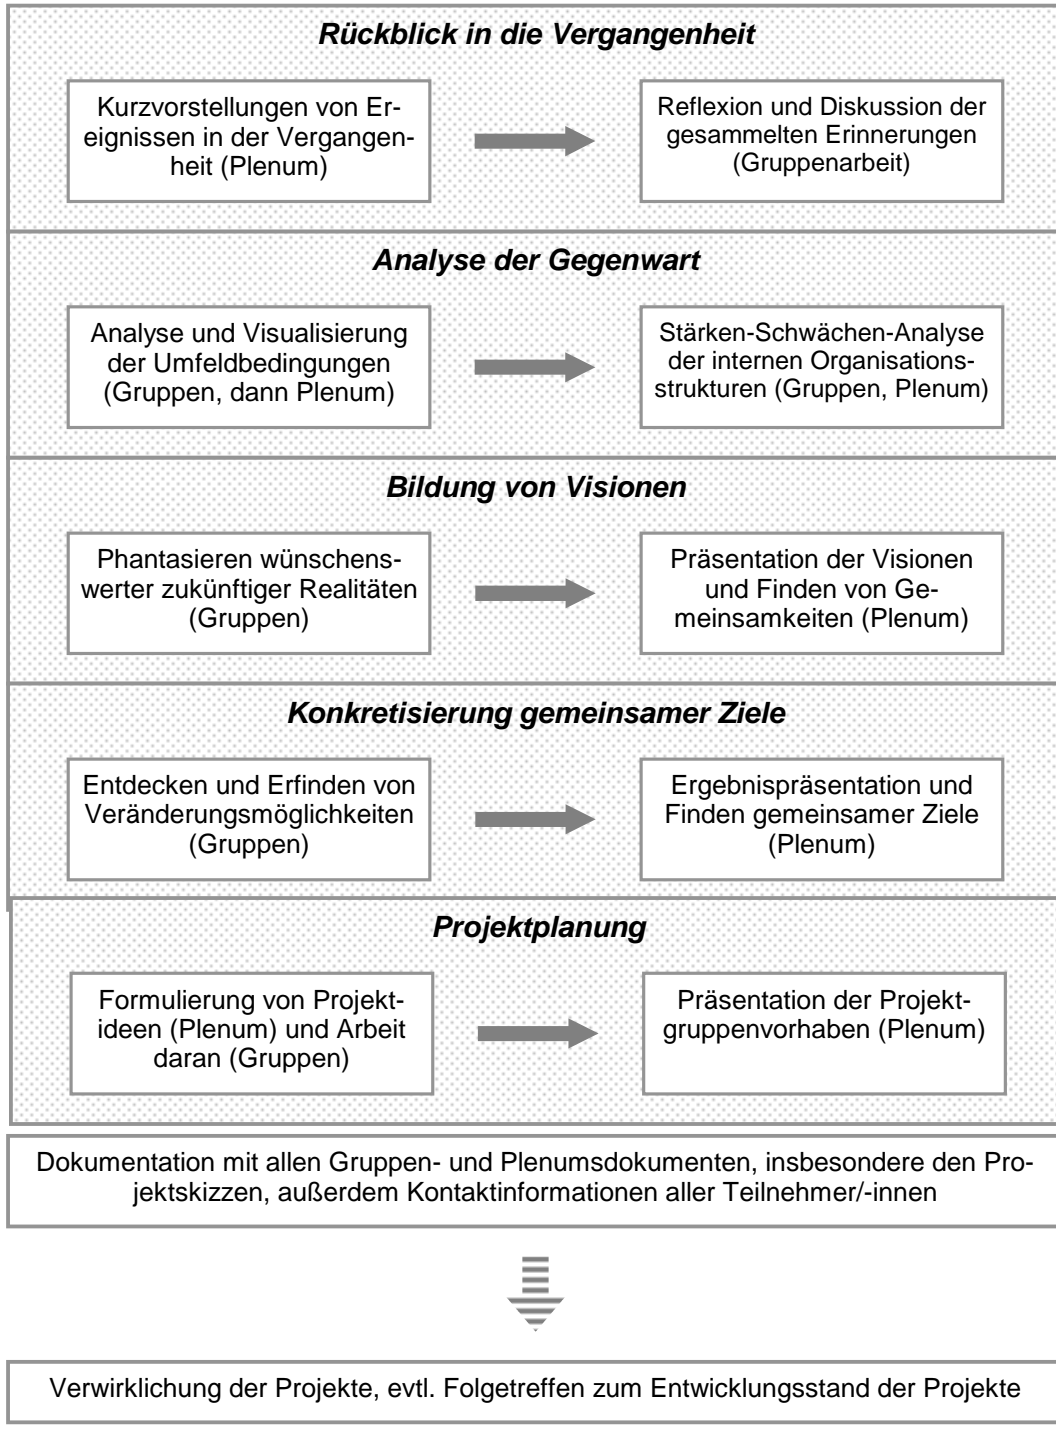 Rückblick in die Vergangenheit
Kurzvorstellungen von Er-
eignissen in der Vergangen-
heit (Plenum)
Reflexion und Diskussion der
gesammelten Erinnerungen
(Gruppenarbeit)
Analyse der Gegenwart
Analyse und Visualisierung
der Umfeldbedingungen
(Gruppen, dann Plenum)
Stärken-Schwächen-Analyse
der internen Organisations-
strukturen (Gruppen, Plenum)
Bildung von Visionen
Phantasieren wünschens-
werter zukünftiger Realitäten
(Gruppen)
Präsentation der Visionen
und Finden von Ge-
meinsamkeiten (Plenum)
Konkretisierung gemeinsamer Ziele
Entdecken und Erfinden von
Veränderungsmöglichkeiten
(Gruppen)
Ergebnispräsentation und
Finden gemeinsamer Ziele
(Plenum)
Projektplanung
Formulierung von Projekt-
ideen (Plenum) und Arbeit
daran (Gruppen)
Präsentation der Projekt-
gruppenvorhaben (Plenum)
Dokumentation mit allen Gruppen- und Plenumsdokumenten, insbesondere den Pro-
jektskizzen, außerdem Kontaktinformationen aller Teilnehmer/-innen
Verwirklichung der Projekte, evtl. Folgetreffen zum Entwicklungsstand der Projekte